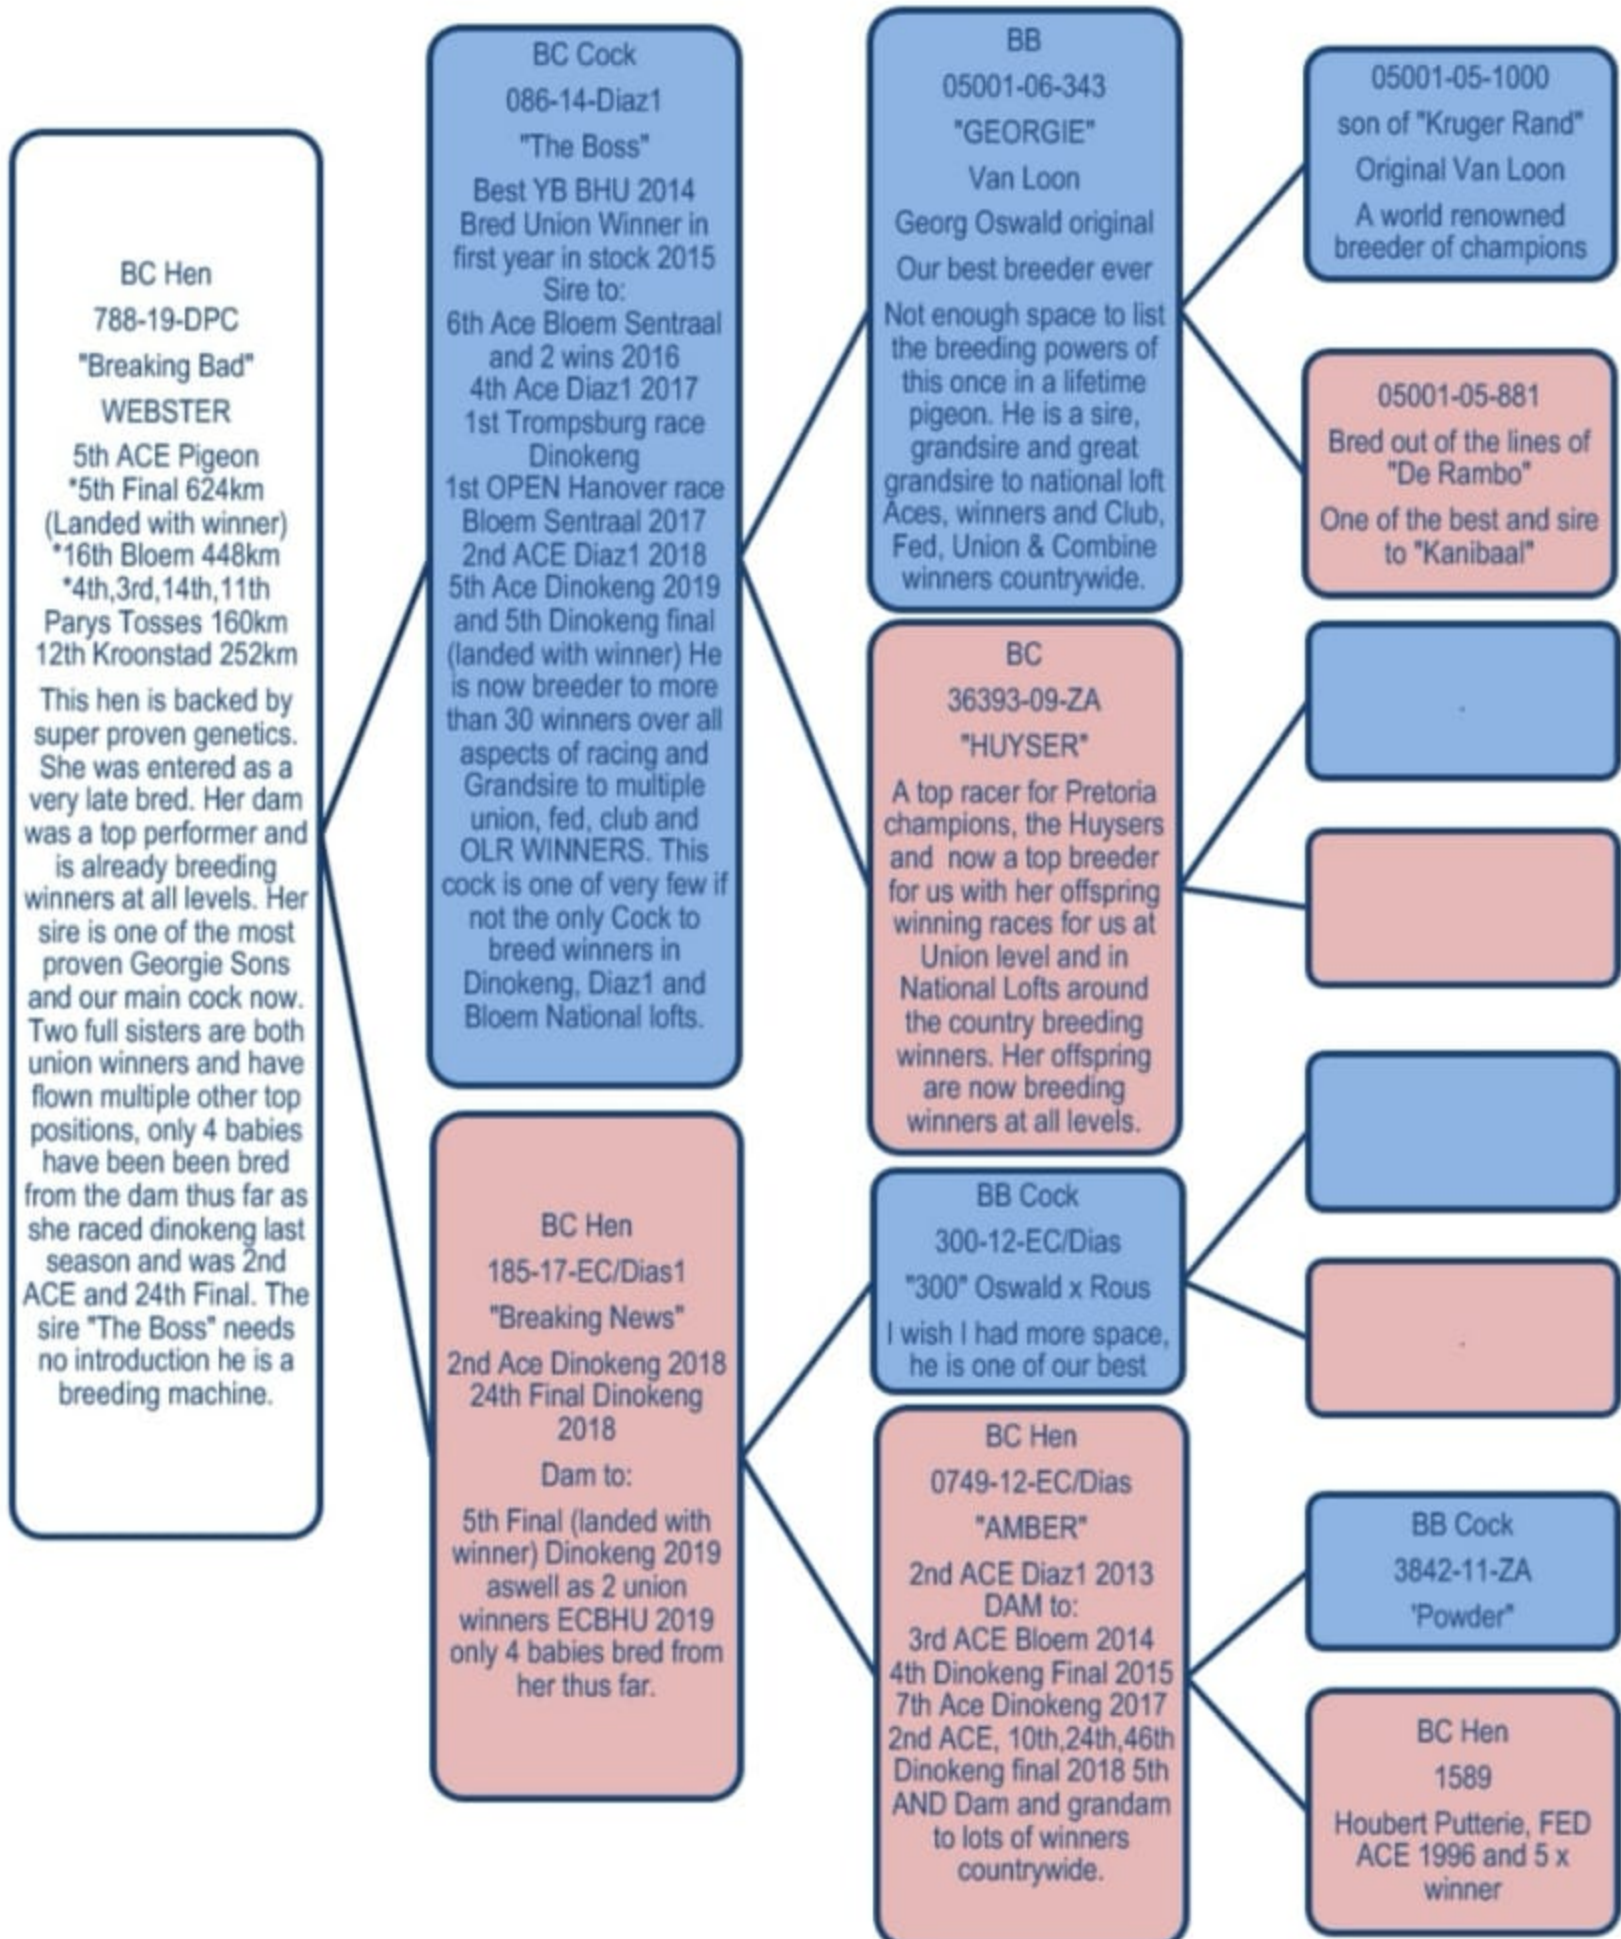 BC Hen
788-19-DPC
"Breaking Bad"
WEBSTER
5th ACE Pigeon
*5th Final 624km
(Landed with winner)
*16th Bloem 448km
*4th,3rd,14th,11th
Parys Tosses 160km
12th Kroonstad 252km
This hen is backed by
super proven genetics.
She was entered as a
very late bred. Her dam
was a top performer and
is already breeding
winners at all levels. Her
sire is one of the most
proven Georgie Sons
and our main cock now.
Two full sisters are both
union winners and have
flown multiple other top
positions, only 4 babies
have been been bred
from the dam thus far as
she raced dinokeng last
season and was 2nd
ACE and 24th Final. The
sire "The Boss" needs
no introduction he is a
breeding machine.
BC Cock
086-14-Diaz1
"The Boss"
Best YB BHU 2014
Bred Union Winner in
first year in stock 2015
Sire to:
6th Ace Bloem Sentraal
and 2 wins 2016
4th Ace Diaz1 2017
1st Trompsburg race
Dinokeng
1st OPEN Hanover race
Bloem Sentraal 2017
2nd ACE Diaz1 2018
5th Ace Dinokeng 2019
and 5th Dinokeng final
(landed with winner) He
is now breeder to more
than 30 winners over all
aspects of racing and
Grandsire to multiple
union, fed, club and
OLR WINNERS. This
cock is one of very few if
not the only Cock to
breed winners in
Dinokeng, Diaz1 and
Bloem National lofts.
BC Hen
185-17-EC/Dias1
"Breaking News"
2nd Ace Dinokeng 2018
24th Final Dinokeng
2018
Dam to:
5th Final (landed with
winner) Dinokeng 2019
aswell as 2 union
winners ECBHU 2019
only 4 babies bred from
her thus far.
BB
05001-06-343
"GEORGIE"
Van Loon
Georg Oswald original
Our best breeder ever
Not enough space to list
the breeding powers of
this once in a lifetime
pigeon. He is a sire,
grandsire and great
grandsire to national loft
Aces, winners and Club,
Fed, Union & Combine
winners countrywide.
BC
36393-09-ZA
"HUYSER"
A top racer for Pretoria
champions, the Huysers
and now a top breeder
for us with her offspring
winning races for us at
Union level and in
National Lofts around
the country breeding
winners. Her offspring
are now breeding
winners at all levels.
BB Cock
300-12-EC/Dias
"300" Oswald x Rous
I wish I had more space,
he is one of our best
BC Hen
0749-12-EC/Dias
"AMBER"
2nd ACE Diaz1 2013
DAM to:
3rd ACE Bloem 2014
4th Dinokeng Final 2015
7th Ace Dinokeng 2017
2nd ACE, 10th,24th,46th
Dinokeng final 2018 5th
AND Dam and grandam
to lots of winners
countrywide.
05001-05-1000
son of "Kruger Rand"
Original Van Loon
A world renowned
breeder of champions
05001-05-881
Bred out of the lines of
"De Rambo"
One of the best and sire
to "Kanibaal"
.
.
BB Cock
3842-11-ZA
'Powder"
BC Hen
1589
Houbert Putterie, FED
ACE 1996 and 5 x
winner